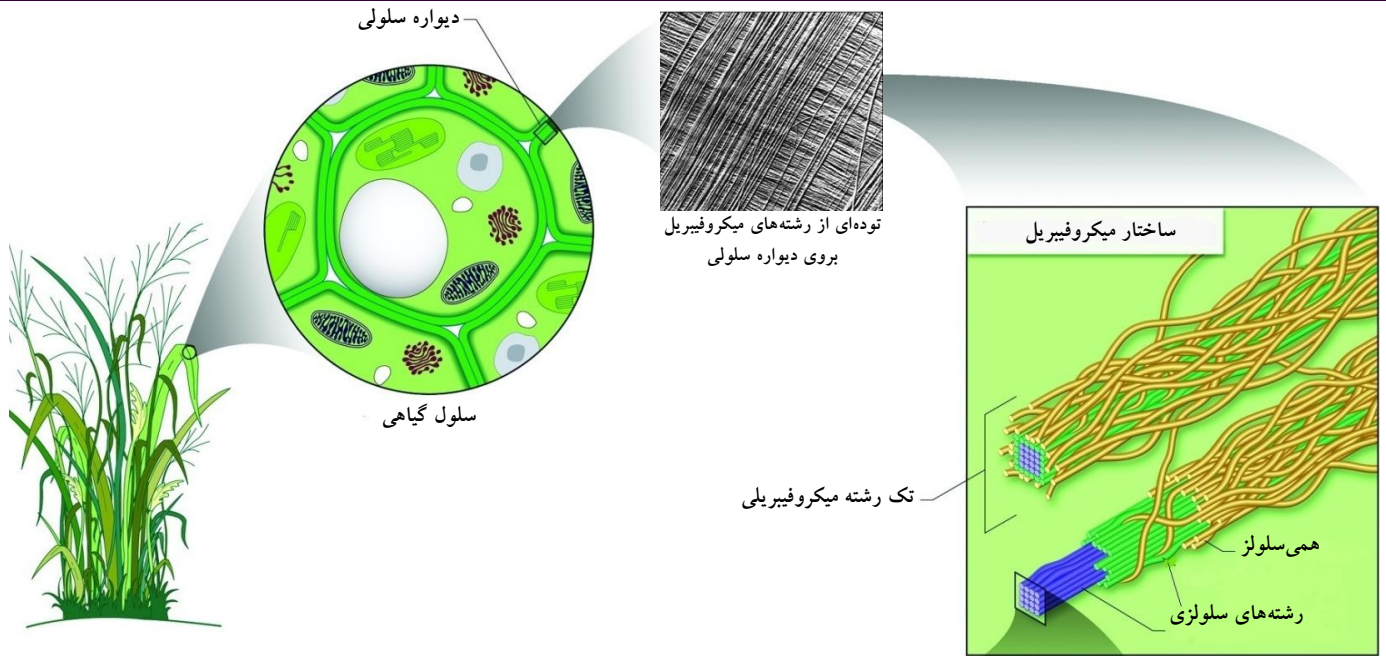 دیواره سلولی
توده‌ای از رشته‌های میکروفیبریل
بروی دیواره سلولی
سلول گیاهی
ساختار میکروفیبریل
تک رشته میکروفیبریلی
همی‌سلولز
رشته‌های سلولزی